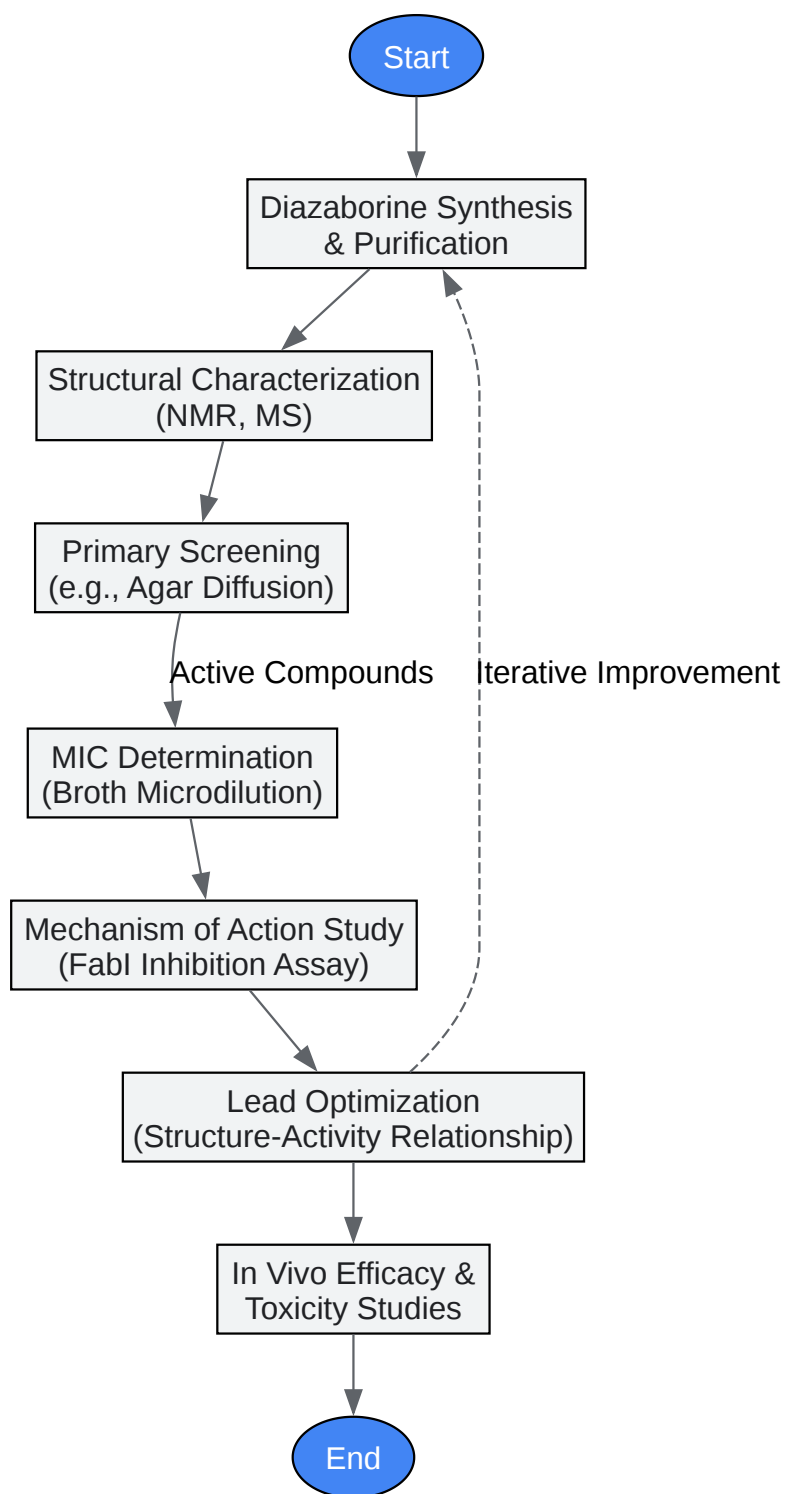 Start
Diazaborine Synthesis
& Purification
Structural Characterization
(NMR, MS)
Primary Screening
(e.g., Agar Diffusion)
Active Compounds
Iterative Improvement
MIC Determination
(Broth Microdilution)
Mechanism of Action Study
(FabI Inhibition Assay)
Lead Optimization
(Structure-Activity Relationship)
In Vivo Efficacy &
Toxicity Studies
End